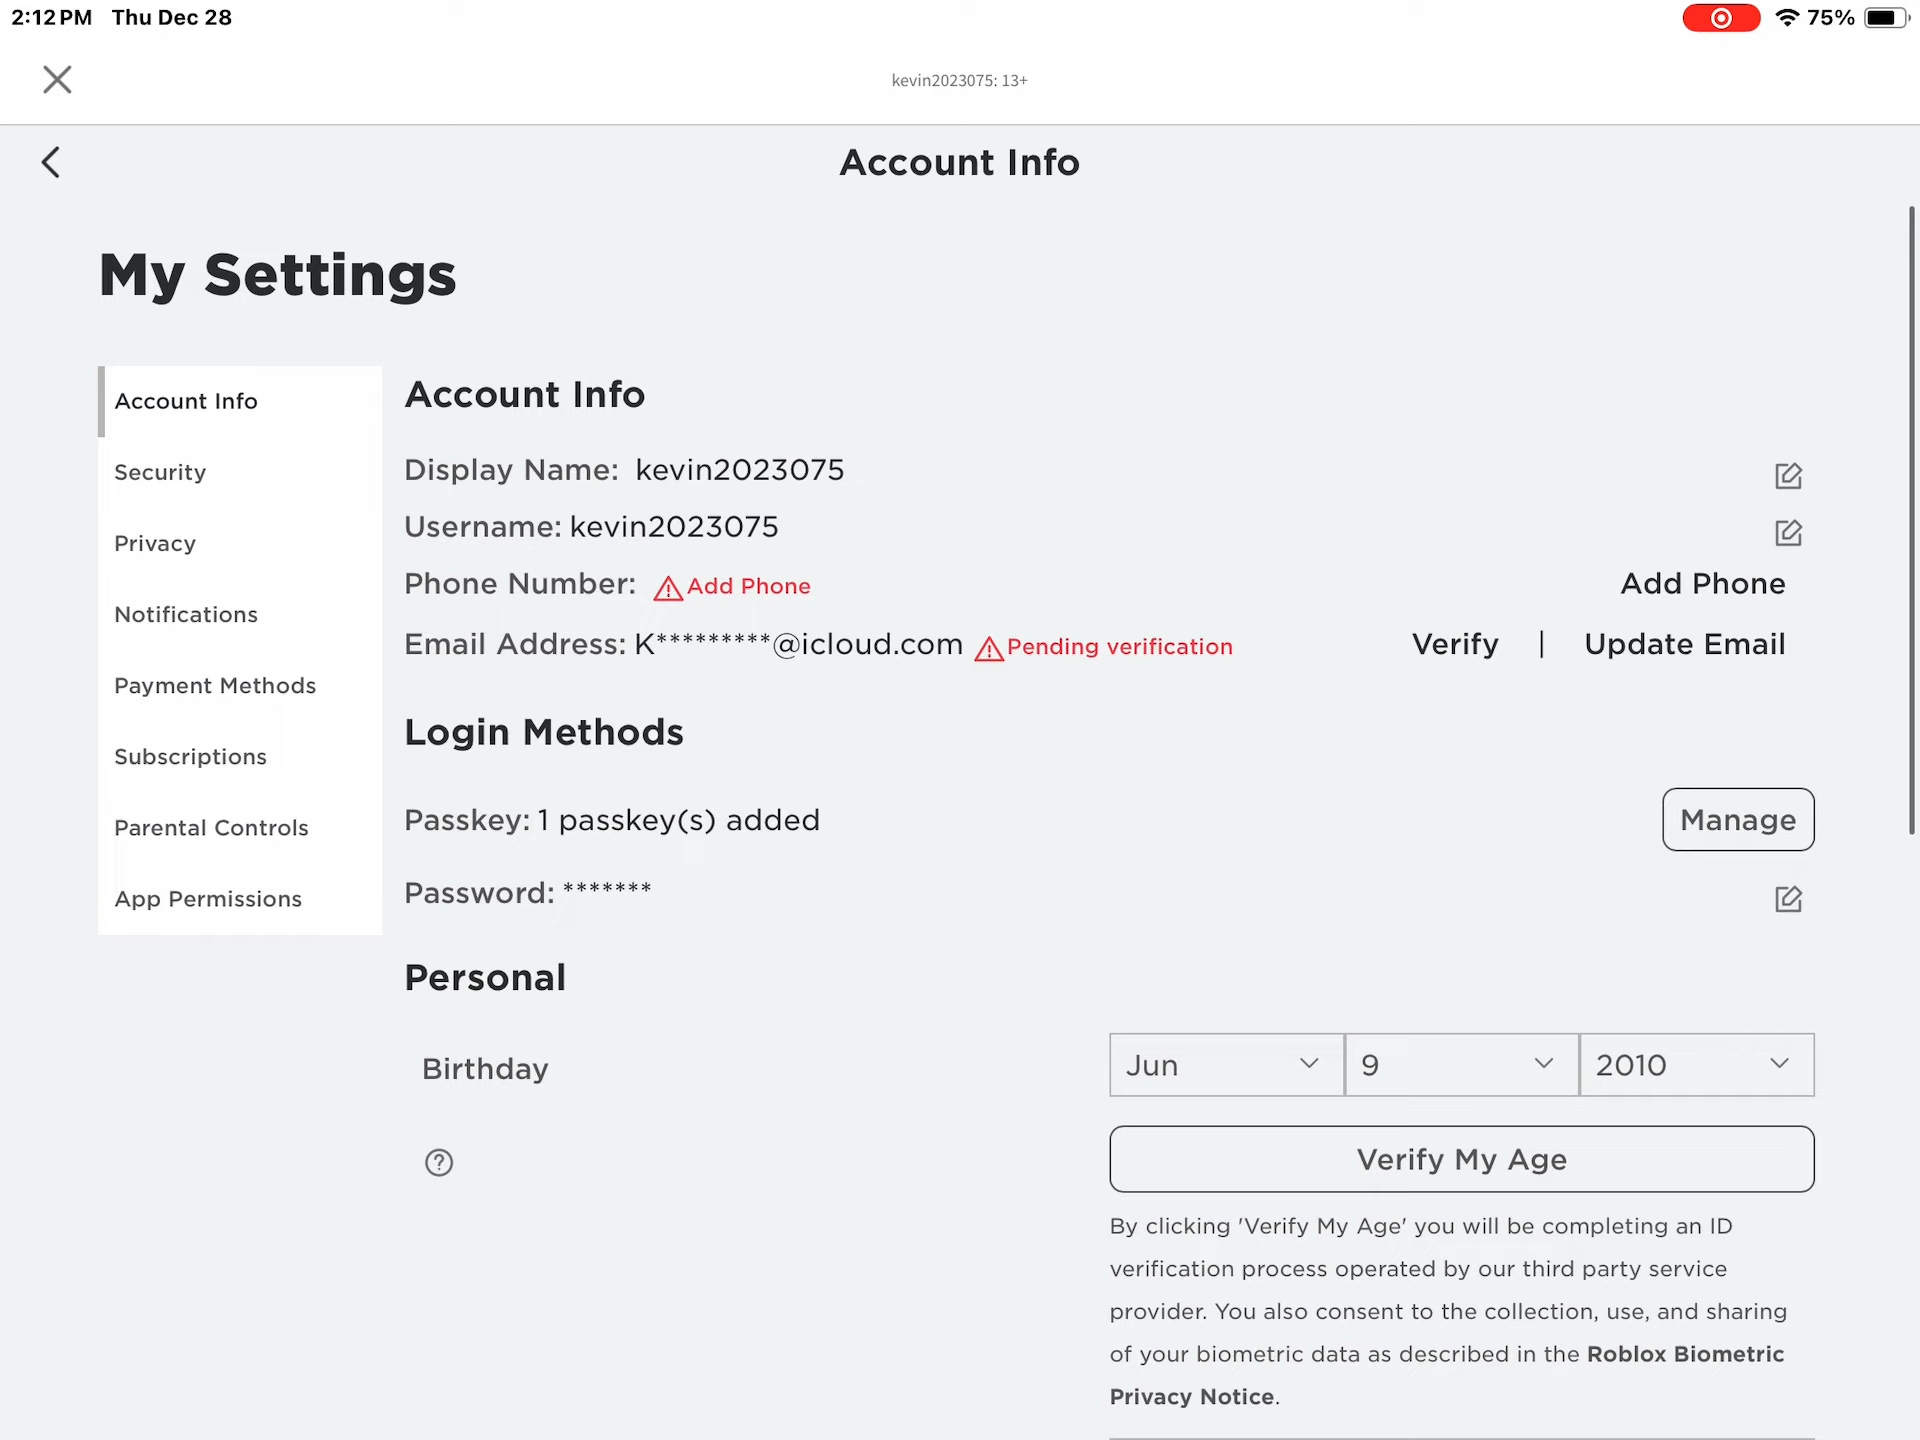 2:12 PM Thu Dec 28
75%
kevin2023075: 13+
Account Info
My Settings
Account Info
Security
Privacy
Notifications
Payment Methods
Subscriptions
Parental Controls
App Permissions
Account Info
Display Name: kevin2023075
Username: kevin2023075
Phone Number: Add Phone Add Phone
Email Address: K*********@icloud.com Pending verification Verify | Update Email
Login Methods
Passkey: 1 passkey(s) added Manage
Password: *******
Personal
Birthday Jun 9 2010
Verify My Age
By clicking 'Verify My Age' you will be completing an ID
verification process operated by our third party service
provider. You also consent to the collection, use, and sharing
of your biometric data as described in the Roblox Biometric
Privacy Notice.